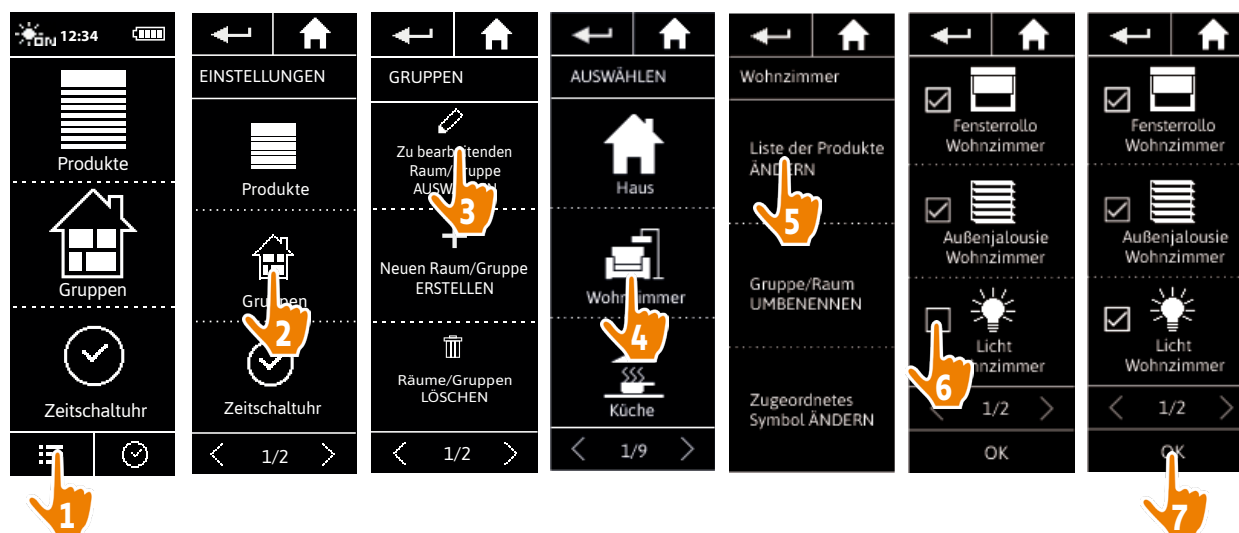 ON 12:34
Produkte
Gruppen
Zeitschaltuhr
1
EINSTELLUNGEN
Produkte
Gruppen
2
Zeitschaltuhr
1/2
GRUPPEN
Zu bearbeitenden
Raum/Gruppe
AUSWÄHLEN
3
Neuen Raum/Gruppe
ERSTELLEN
Räume/Gruppen
LÖSCHEN
1/2
AUSWÄHLEN
Haus
Wohnzimmer
4
Küche
1/9
Wohnzimmer
Liste der Produkte
ÄNDERN
5
Gruppe/Raum
UMBENENNEN
Zugeordnetes
Symbol ÄNDERN
Fensterrollo
Wohnzimmer
Außenjalousie
Wohnzimmer
Licht
Wohnzimmer
6
1/2
OK
Fensterrollo
Wohnzimmer
Außenjalousie
Wohnzimmer
Licht
Wohnzimmer
1/2
OK
7